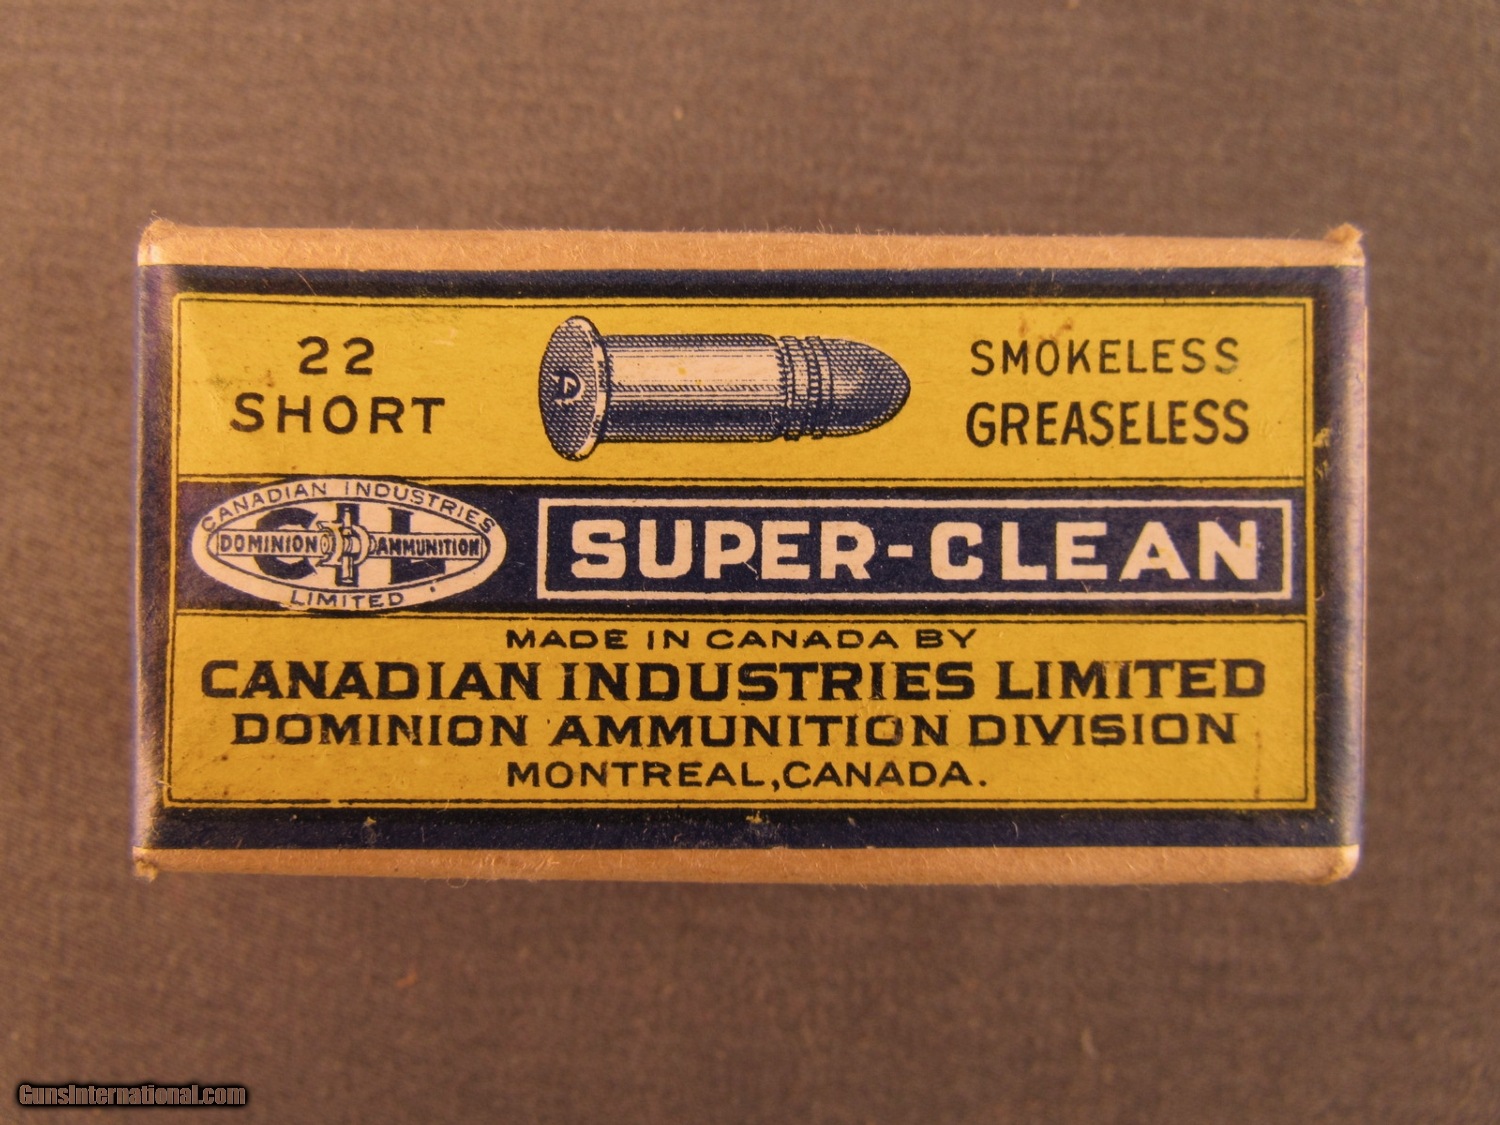 22
SHORT
D
SMOKELESS
GREASELESS
CANADIAN INDUSTRIES
CIL
DOMINION AMMUNITION
LIMITED
SUPER-CLEAN
MADE IN CANADA BY
CANADIAN INDUSTRIES LIMITED
DOMINION AMMUNITION DIVISION
MONTREAL, CANADA.
GunsInternational.com